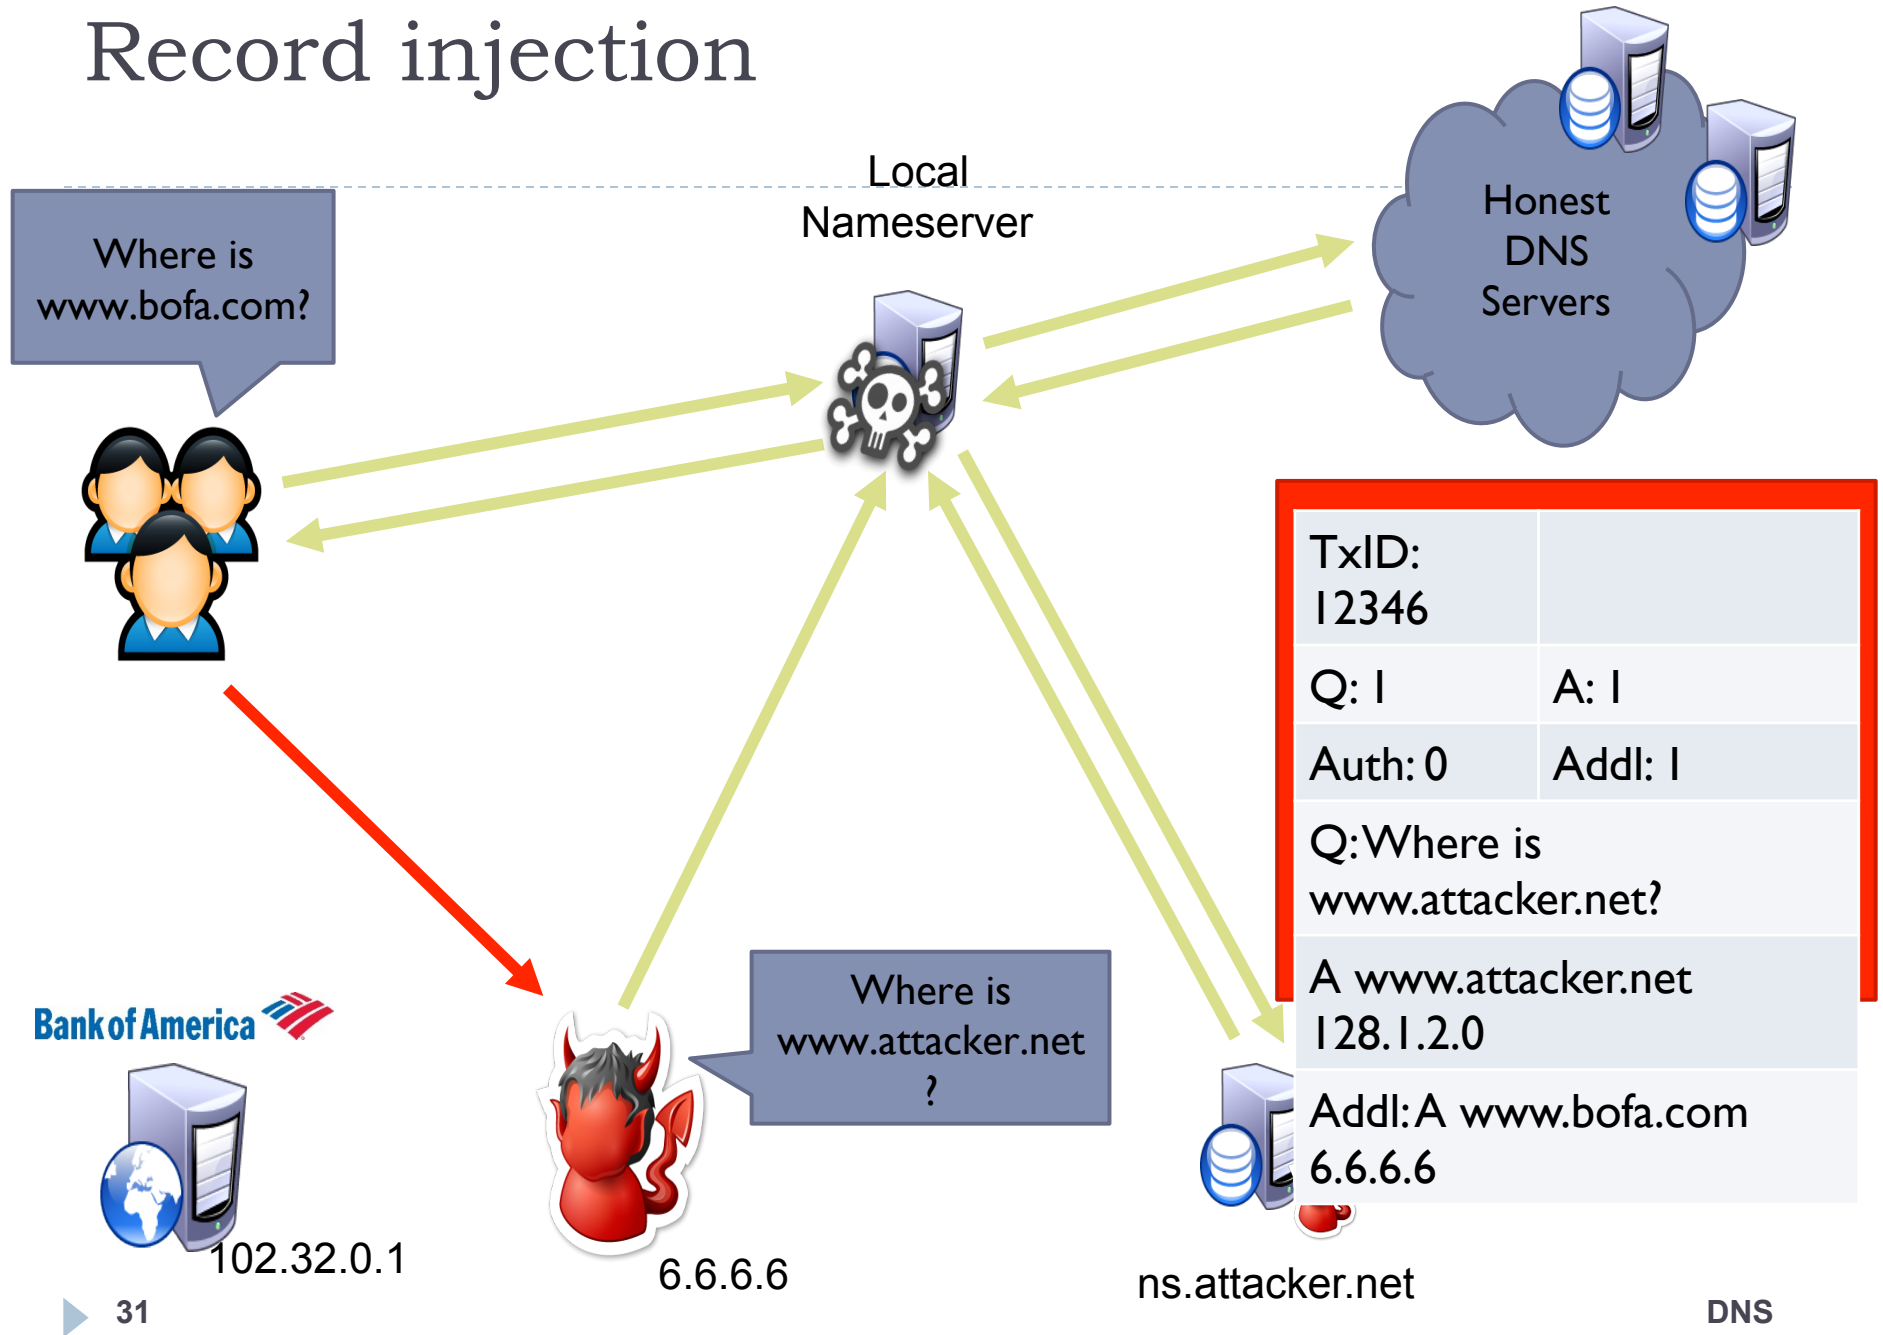 Record injection
Local
Nameserver
Honest
DNS
Servers
Where is
www.bofa.com?
TxID:
12346
Q: 1
A: 1
Auth: 0
Addl: 1
Q: Where is
www.attacker.net?
A www.attacker.net
128.1.2.0
Addl: A www.bofa.com
6.6.6.6
Where is
www.attacker.net
?
Bank of America
102.32.0.1
6.6.6.6
ns.attacker.net
31
DNS